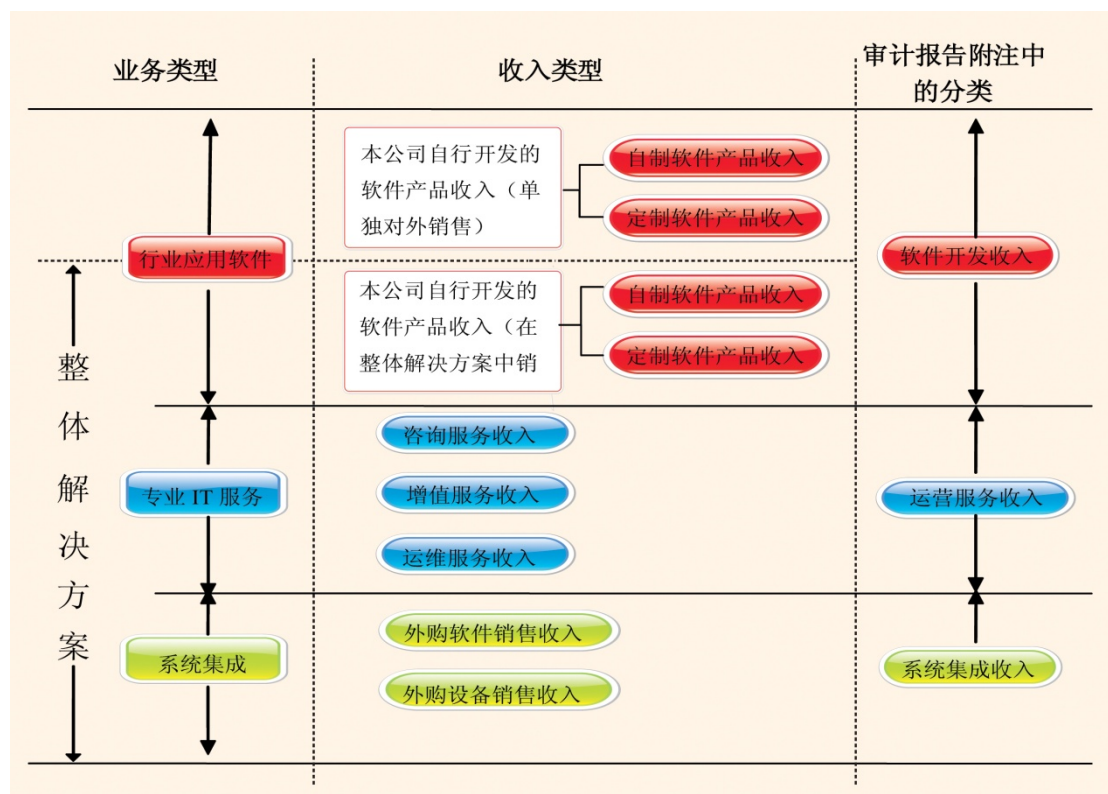 业务类型
收入类型
审计报告附注中
的分类
本公司自行开发的
软件产品收入（单
独对外销售）
自制软件产品收入
定制软件产品收入
行业应用软件
软件开发收入
本公司自行开发的
软件产品收入（在
整体解决方案中销
自制软件产品收入
定制软件产品收入
整
体
解
决
方
案
咨询服务收入
专业 IT 服务
增值服务收入
运营服务收入
运维服务收入
外购软件销售收入
系统集成
系统集成收入
外购设备销售收入